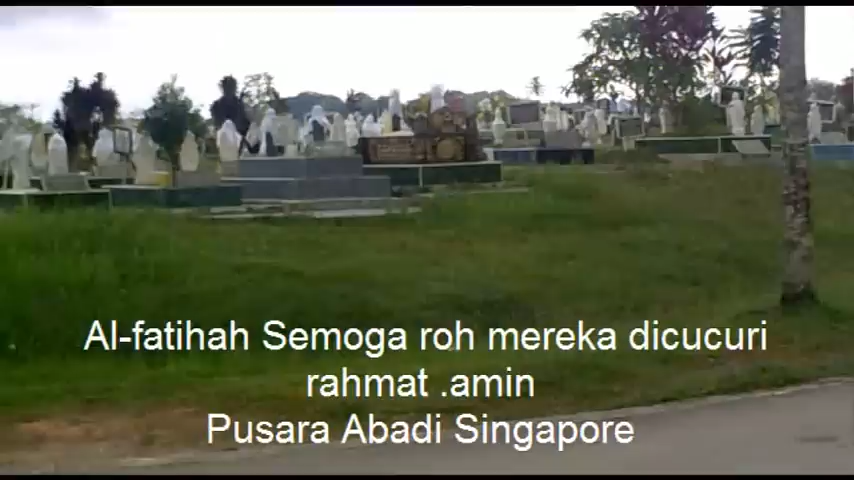 Al-fatihah Semoga roh mereka dicucuri
rahmat .amin
Pusara Abadi Singapore